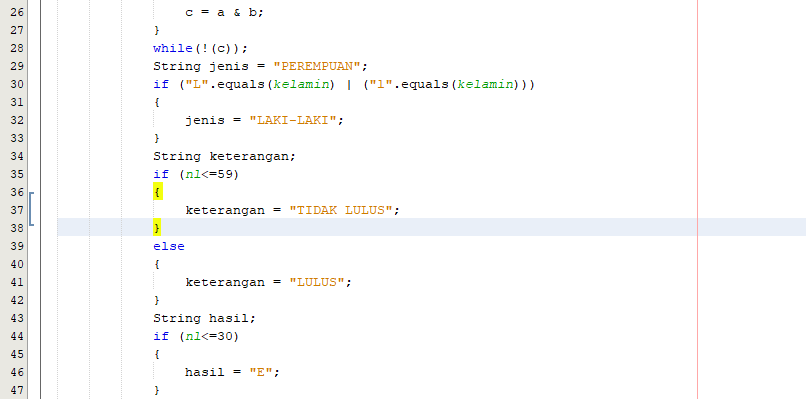 26 c = a & b;
27 }
28 while(!(c));
29 String jenis = "PEREMPUAN";
30 if ("L".equals(kelamin) | ("l".equals(kelamin)))
31 {
32 jenis = "LAKI-LAKI";
33 }
34 String keterangan;
35 if (nl<=59)
36 {
37 keterangan = "TIDAK LULUS";
38 }
39 else
40 {
41 keterangan = "LULUS";
42 }
43 String hasil;
44 if (nl<=30)
45 {
46 hasil = "E";
47 }